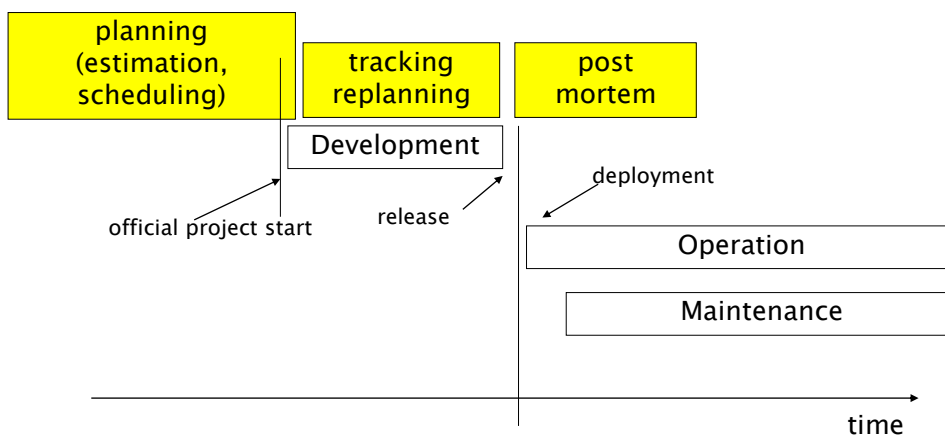 planning
(estimation,
scheduling)
tracking
replanning
post
mortem
Development
deployment
release
official project start
Operation
Maintenance
time